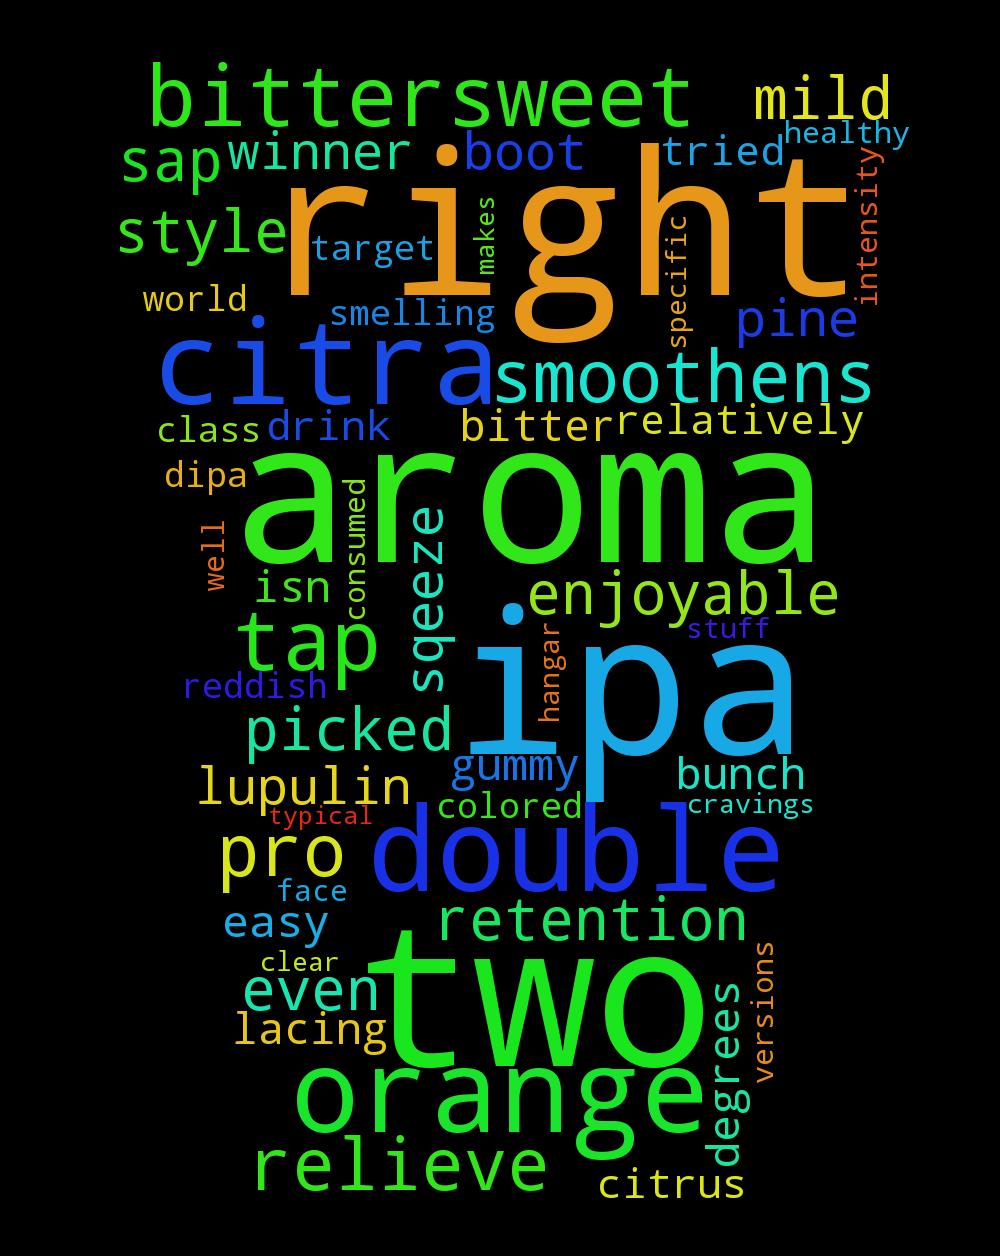 bittersweet
mild
healthy
sap
winner
boot
tried
right
intensity
style
target
makes
specific
world
smelling
pine
citra
smoothens
class
drink
bitter
relatively
dipa
aroma
well
consumed
sqeeze
isn
enjoyable
tap
ipa
stuff
hangar
reddish
picked
gummy
bunch
lupulin
colored
cravings
typical
pro
double
face
easy
retention
clear
even
two
lacing
degrees
versions
orange
relieve
citrus